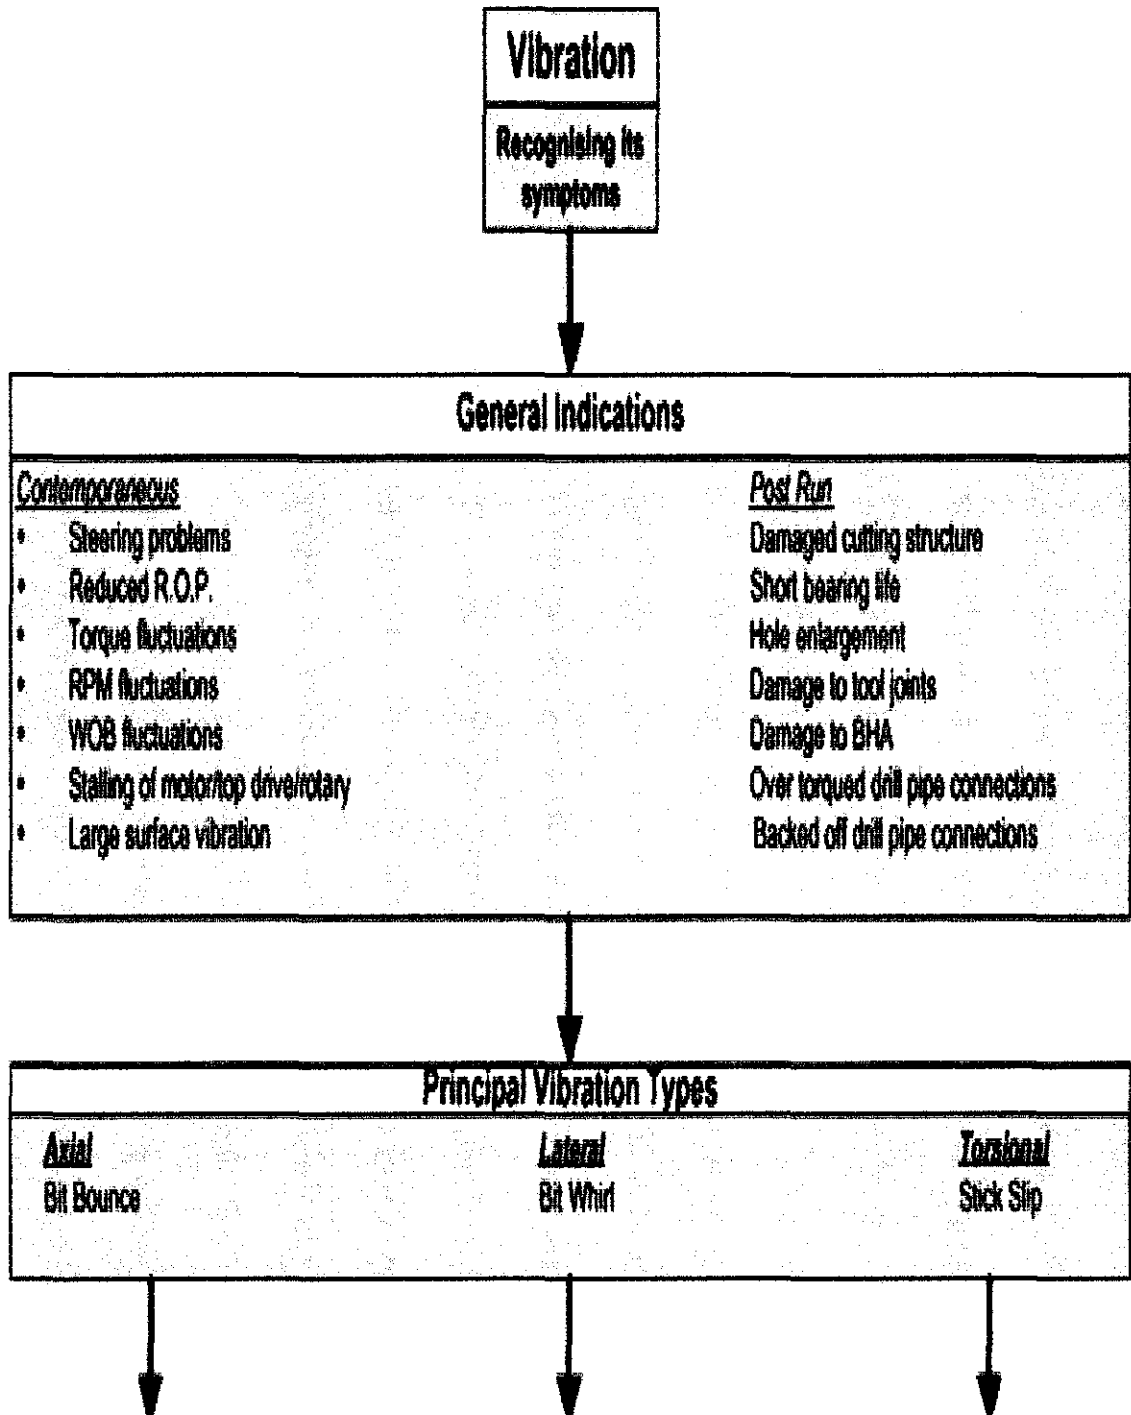 Vibration
Recognising its
symptoms
General Indications
Contemporaneous
• Steering problems
• Reduced R.O.P.
• Torque fluctuations
• RPM fluctuations
• WOB fluctuations
• Stalling of motor/top drive/rotary
• Large surface vibration
Post Run
Damaged cutting structure
Short bearing life
Hole enlargement
Damage to tool joints
Damage to BHA
Over torqued drill pipe connections
Backed off drill pipe connections
Principal Vibration Types
Axial
Bit Bounce
Lateral
Bit Whirl
Torsional
Stick Slip